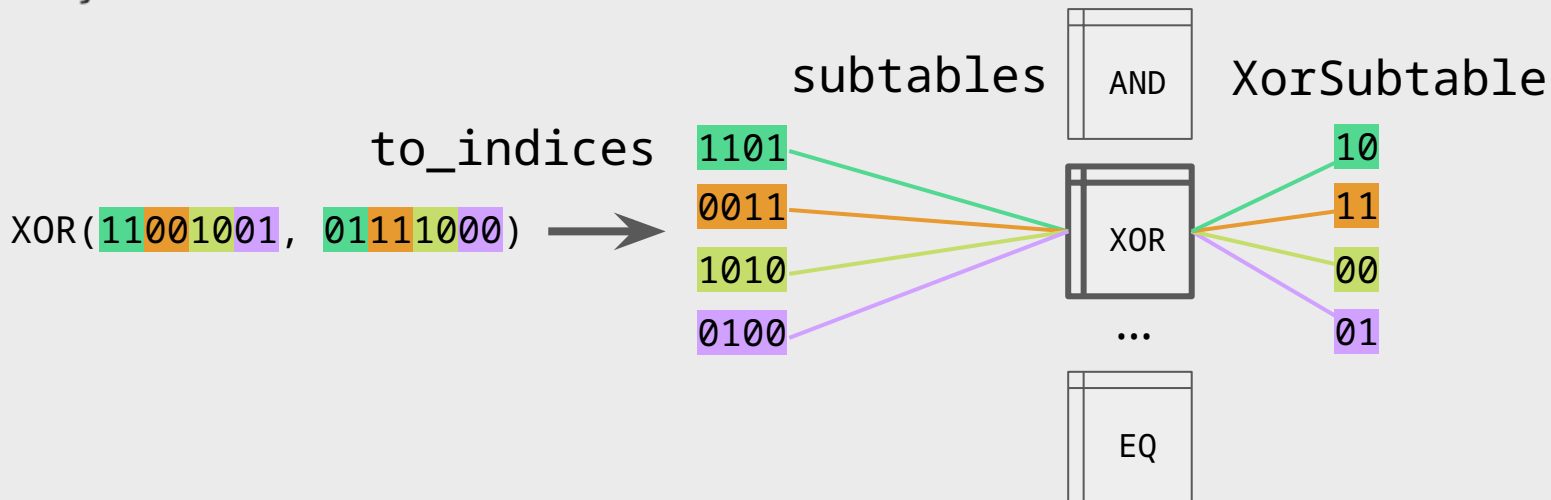 subtables
AND
XorSubtable
to_indices
1101
10
0011
11
XOR(11001001, 01111000)
XOR
1010
00
0100
01
...
EQ